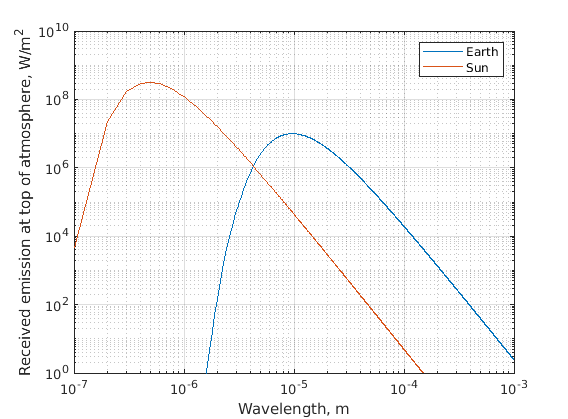 10^10
10^8
10^6
10^4
10^2
10^0
Received emission at top of atmosphere, W/m^2
Earth
Sun
10^-7 10^-6 10^-5 10^-4 10^-3
Wavelength, m